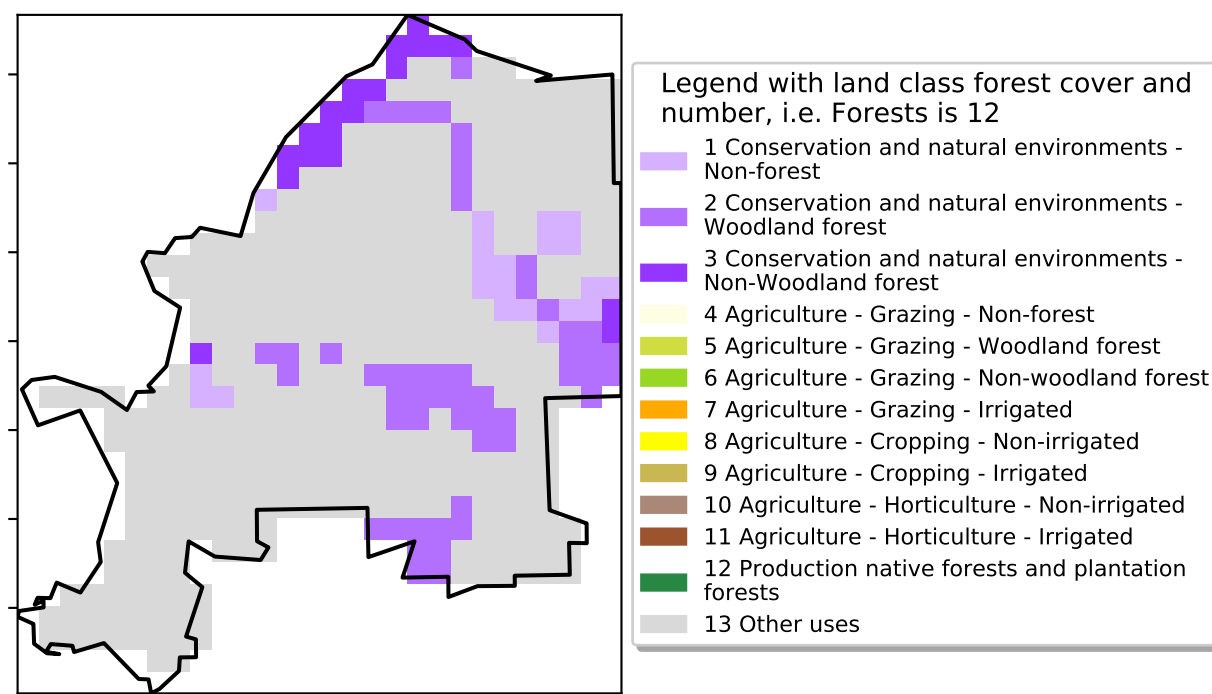 Legend with land class forest cover and
number, i.e. Forests is 12
1 Conservation and natural environments -
Non-forest
2 Conservation and natural environments -
Woodland forest
3 Conservation and natural environments -
Non-Woodland forest
4 Agriculture - Grazing - Non-forest
5 Agriculture - Grazing - Woodland forest
6 Agriculture - Grazing - Non-woodland forest
7 Agriculture - Grazing - Irrigated
8 Agriculture - Cropping - Non-irrigated
9 Agriculture - Cropping - Irrigated
10 Agriculture - Horticulture - Non-irrigated
11 Agriculture - Horticulture - Irrigated
12 Production native forests and plantation
forests
13 Other uses